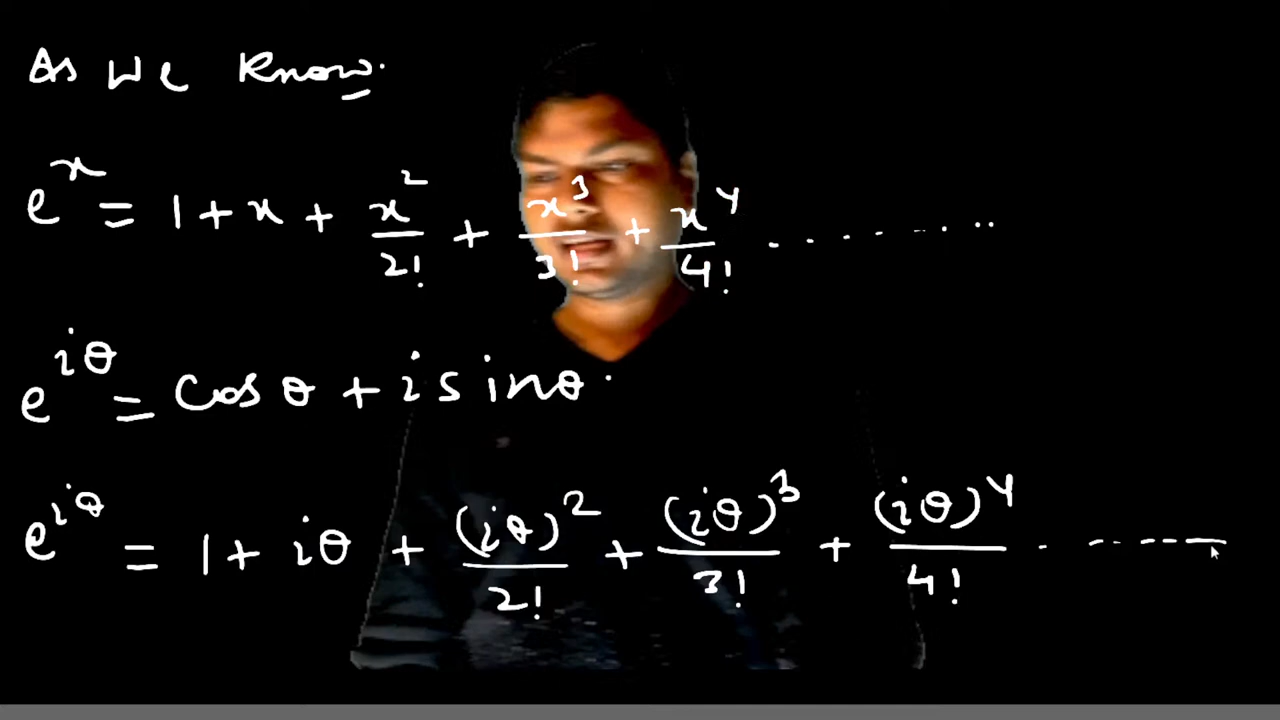 As We Know.
e^x = 1 + x + x^2/2! + x^3/3! + x^4/4! ............
e^iθ = Cos θ + i sinθ.
e^iθ = 1 + iθ + (iθ)^2/2! + (iθ)^3/3! + (iθ)^4/4! . - - - - - -